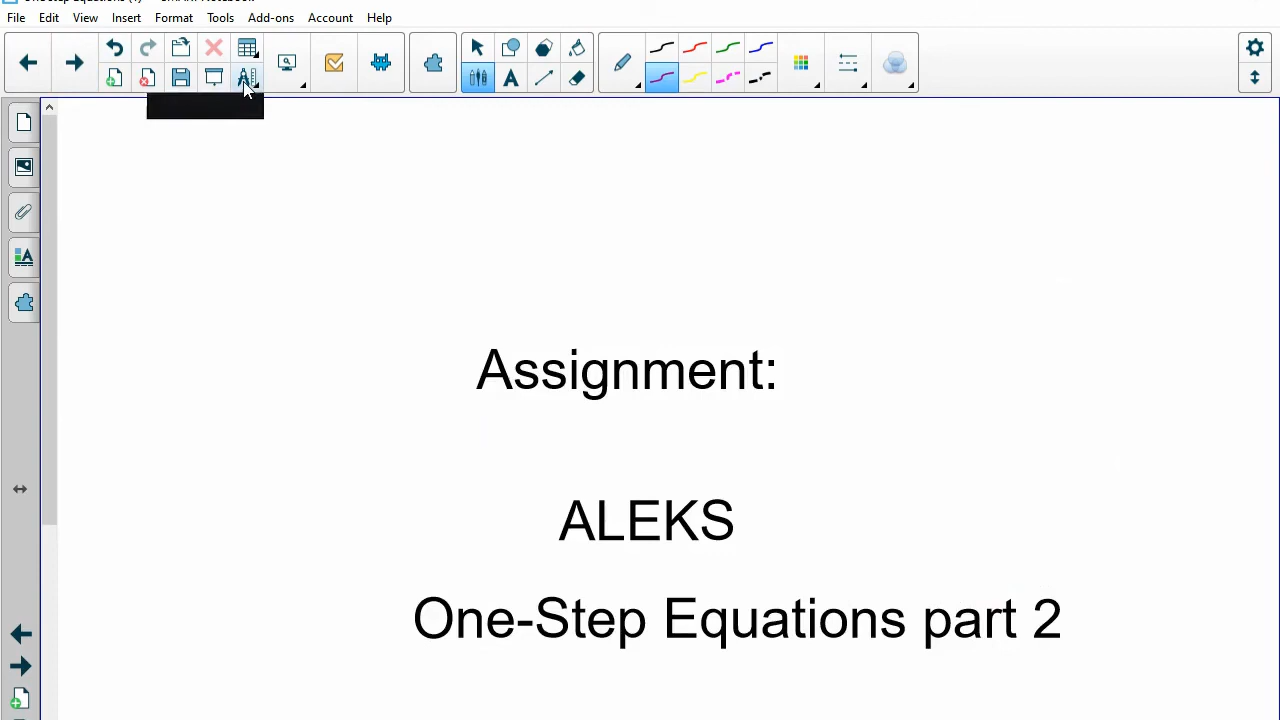 File Edit View Insert Format Tools Add-ons Account Help
Assignment:
ALEKS
One-Step Equations part 2